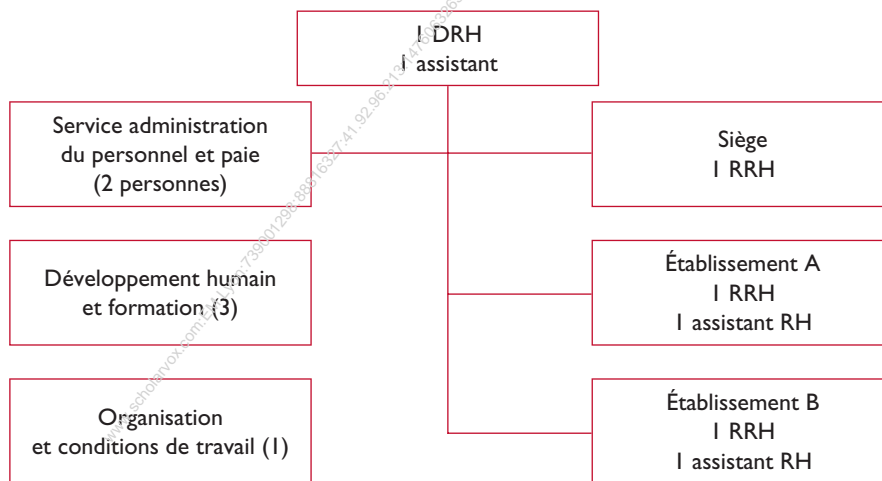 1 DRH
1 assistant
Service administration
du personnel et paie
(2 personnes)
Siège
1 RRH
Développement humain
et formation (3)
Établissement A
1 RRH
1 assistant RH
Organisation
et conditions de travail (1)
Établissement B
1 RRH
1 assistant RH